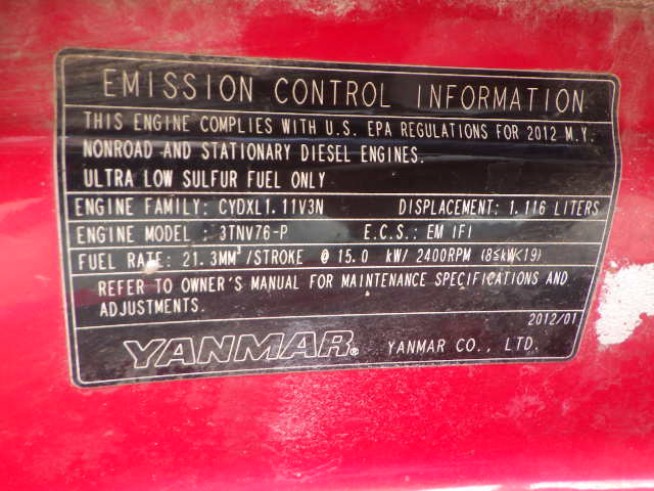 EMISSION CONTROL INFORMATION
THIS ENGINE COMPLIES WITH U.S. EPA REGULATIONS FOR 2012 M.Y.
NONROAD AND STATIONARY DIESEL ENGINES.
ULTRA LOW SULFUR FUEL ONLY
ENGINE FAMILY: CYDXL1.11V3N DISPLACEMENT: 1.116 LITERS
ENGINE MODEL : 3TNV76-P E.C.S.: EM IFI
FUEL RATE: 21.3MM³/STROKE @ 15.0 kW/ 2400RPM (8≤kW<19)
REFER TO OWNER'S MANUAL FOR MAINTENANCE SPECIFICATIONS AND
ADJUSTMENTS.
2012/01
YANMAR® YANMAR CO., LTD.